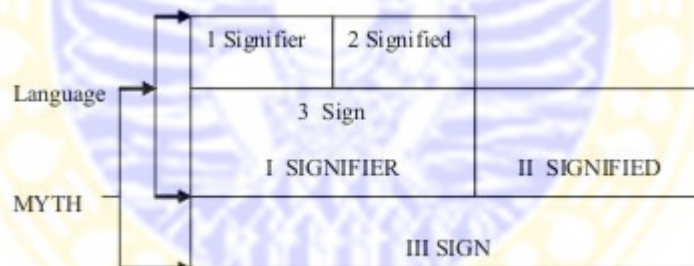 1 Signifier 2 Signified
Language
3 Sign
I SIGNIFIER II SIGNIFIED
MYTH
III SIGN